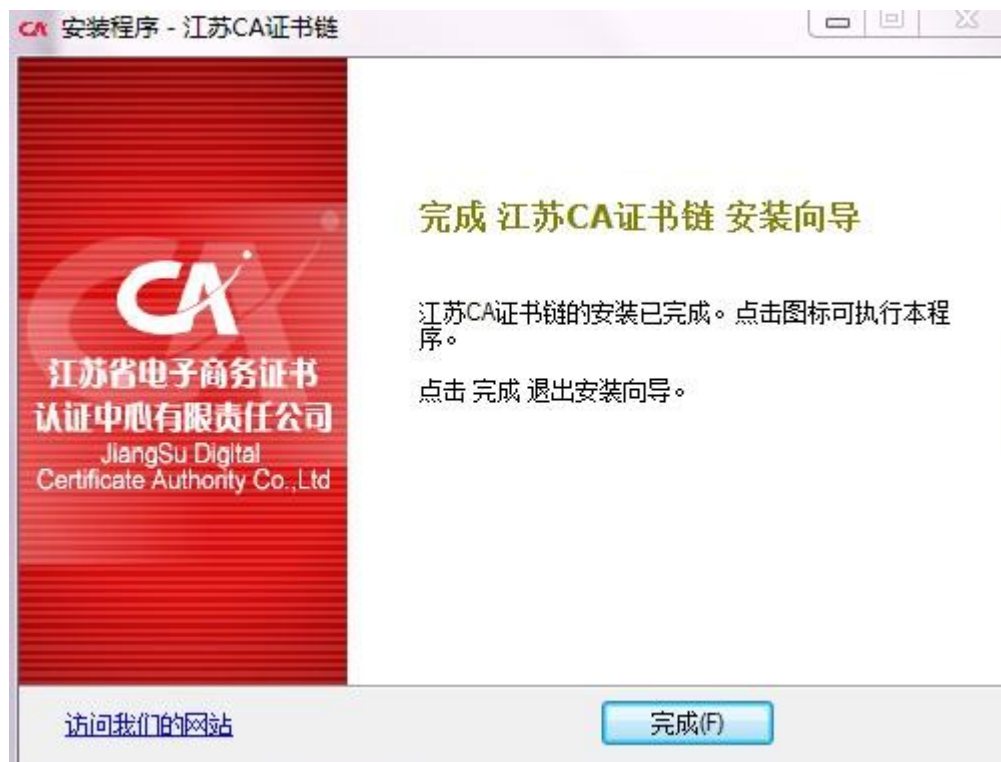 CA 安装程序 - 江苏CA证书链
CA
江苏省电子商务证书
认证中心有限责任公司
JiangSu Digital
Certificate Authority Co.,Ltd
完成 江苏CA证书链 安装向导
江苏CA证书链的安装已完成。点击图标可执行本程
序。
点击 完成 退出安装向导。
访问我们的网站
完成(F)